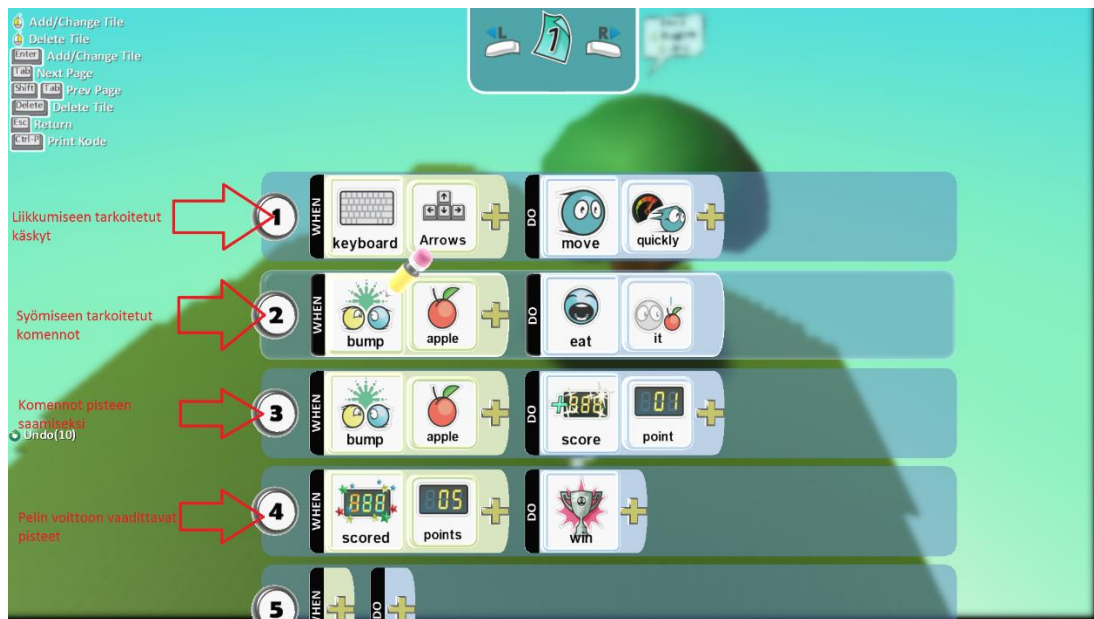 Add/Change Tile
Delete Tile
Enter Add/Change Tile
Tab Next Page
Shift Tab Prev Page
Delete Delete Tile
Esc Return
Ctrl-P Print Kode
L 1 R
Liikkumiseen tarkoitetut
käskyt
1 WHEN keyboard Arrows DO move quickly
Syömiseen tarkoitetut
komennot
2 WHEN bump apple DO eat it
Komennot pisteen
saamiseksi
Undo(10)
3 WHEN bump apple DO score 01 point
Pelin voittoon vaadittavat
pisteet
4 WHEN 888 scored 05 points DO win
5 WHEN DO